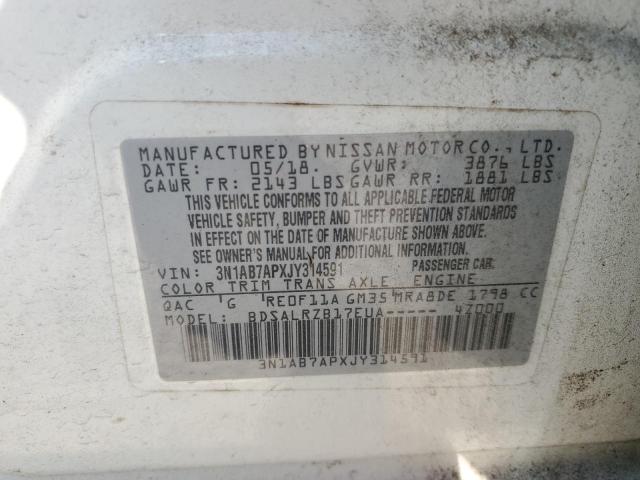 MANUFACTURED BY NISSAN MOTOR CO., LTD.
DATE: 05/18. GVWR: 3876 LBS
GAWR FR: 2143 LBS GAWR RR: 1881 LBS
THIS VEHICLE CONFORMS TO ALL APPLICABLE FEDERAL MOTOR
VEHICLE SAFETY, BUMPER AND THEFT PREVENTION STANDARDS
IN EFFECT ON THE DATE OF MANUFACTURE SHOWN ABOVE.
SEE OWNER'S MANUAL FOR ADDITIONAL INFORMATION.
VIN: 3N1AB7APXJY314591 PASSENGER CAR
COLOR TRIM TRANS AXLE ENGINE
QAC G RE0F11A GM35 MRA8DE 1798 CC
MODEL: BDSALRZB17EUA----- 4Z000
3N1AB7APXJY314591